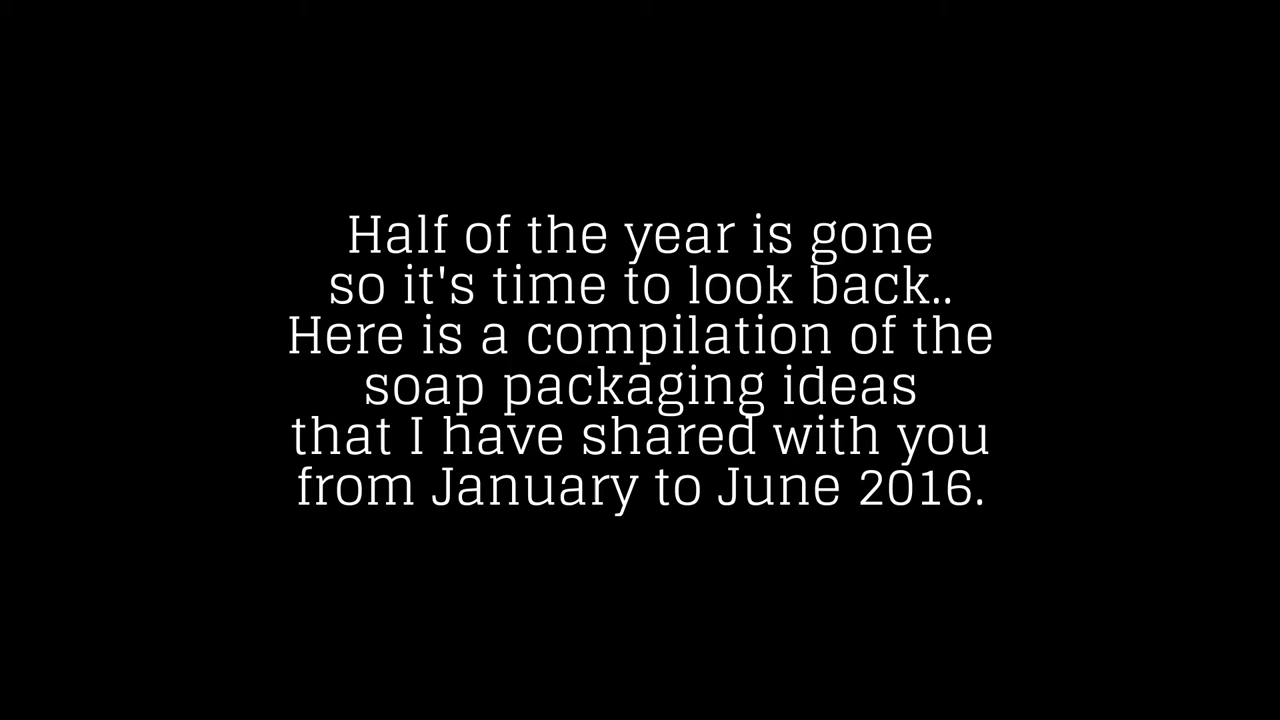 Half of the year is gone
so it's time to look back..
Here is a compilation of the
soap packaging ideas
that I have shared with you
from January to June 2016.